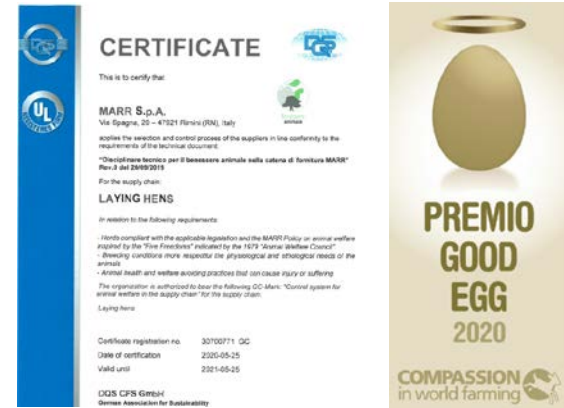 DQS
CERTIFICATE
This is to certify that
MARR S.p.A.
Via Spagna, 20 – 47921 Rimini (RN), Italy
applies the selection and control process of the suppliers in line conformity to the
requirements of the technical document:
"Disciplinare tecnico per il benessere animale nella catena di fornitura MARR"
Rev.3 del 28/05/2015
For the supply chain:
LAYING HENS
In relation to the following requirements:
- Herds compliant with the applicable legislation and the MARR Policy on animal welfare
inspired by the "Five Freedoms" indicated by the 1979 "Animal Welfare Council"
- Breeding conditions more respectful the physiological and ethological needs of the
animals
- Animal health and welfare avoiding practices that can cause injury or suffering
The organization is authorized to bear the following GC-Mark: "Control system for
animal welfare in the supply chain" for the supply chain:
Laying hens
Certificate registration no. 30700771 GC
Date of certification 2020-05-25
Valid until 2021-05-25
DQS CFS GmbH
German Association for Sustainability
UL
PREMIO
GOOD
EGG
2020
COMPASSION
in world farming